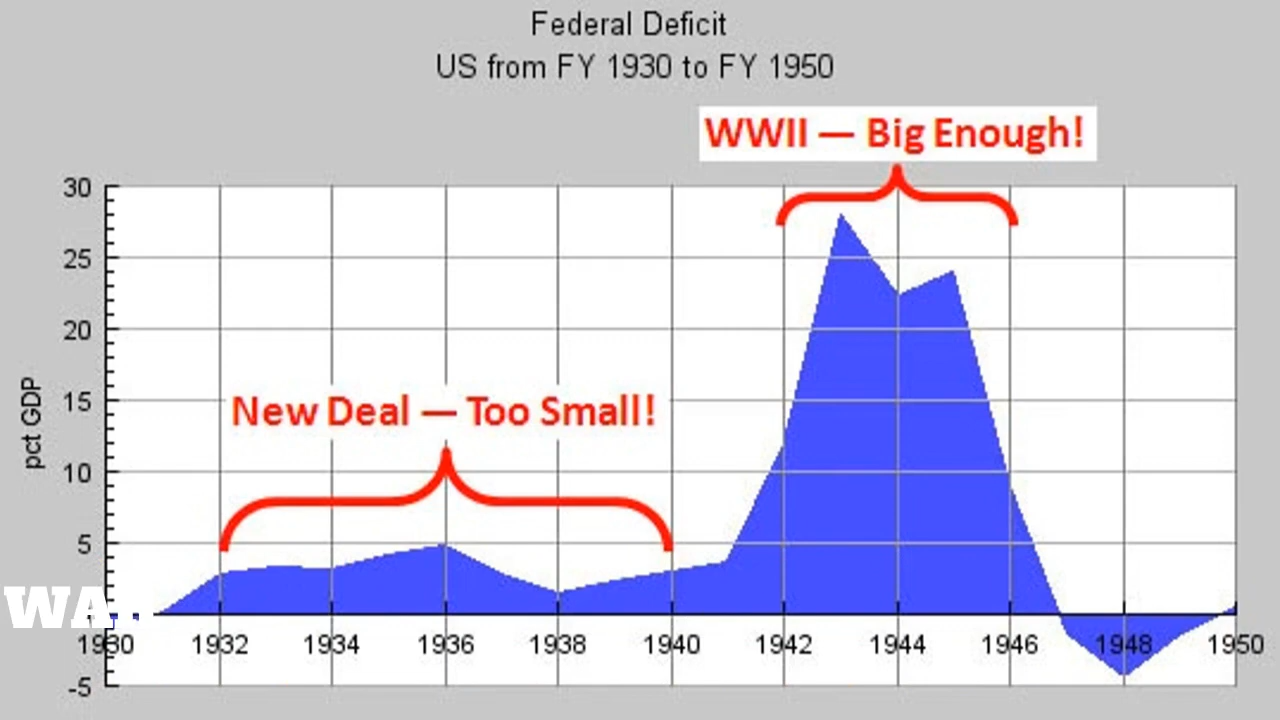 Federal Deficit
US from FY 1930 to FY 1950
WWII — Big Enough!
30
25
20
15
10
5
-5
pct GDP
New Deal — Too Small!
1930 1932 1934 1936 1938 1940 1942 1944 1946 1948 1950